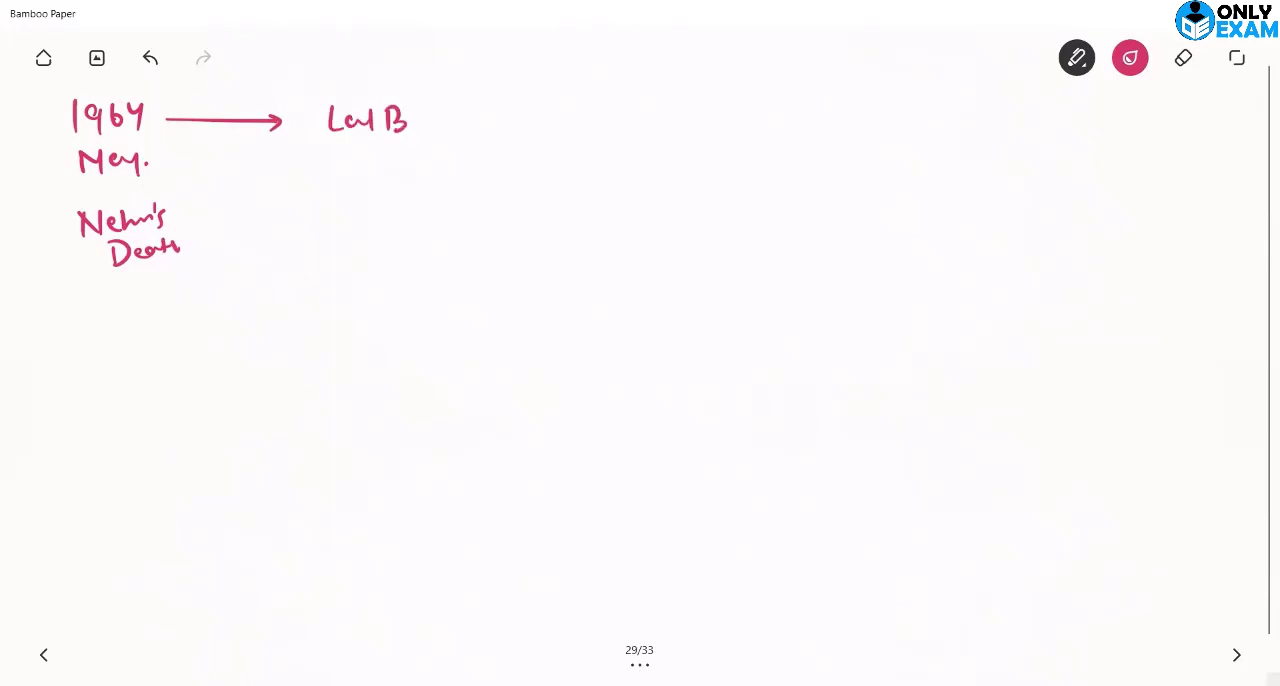 Bamboo Paper
ONLY
EXAM
1964 → Lal B
May.
Nehru's
Death
29/33